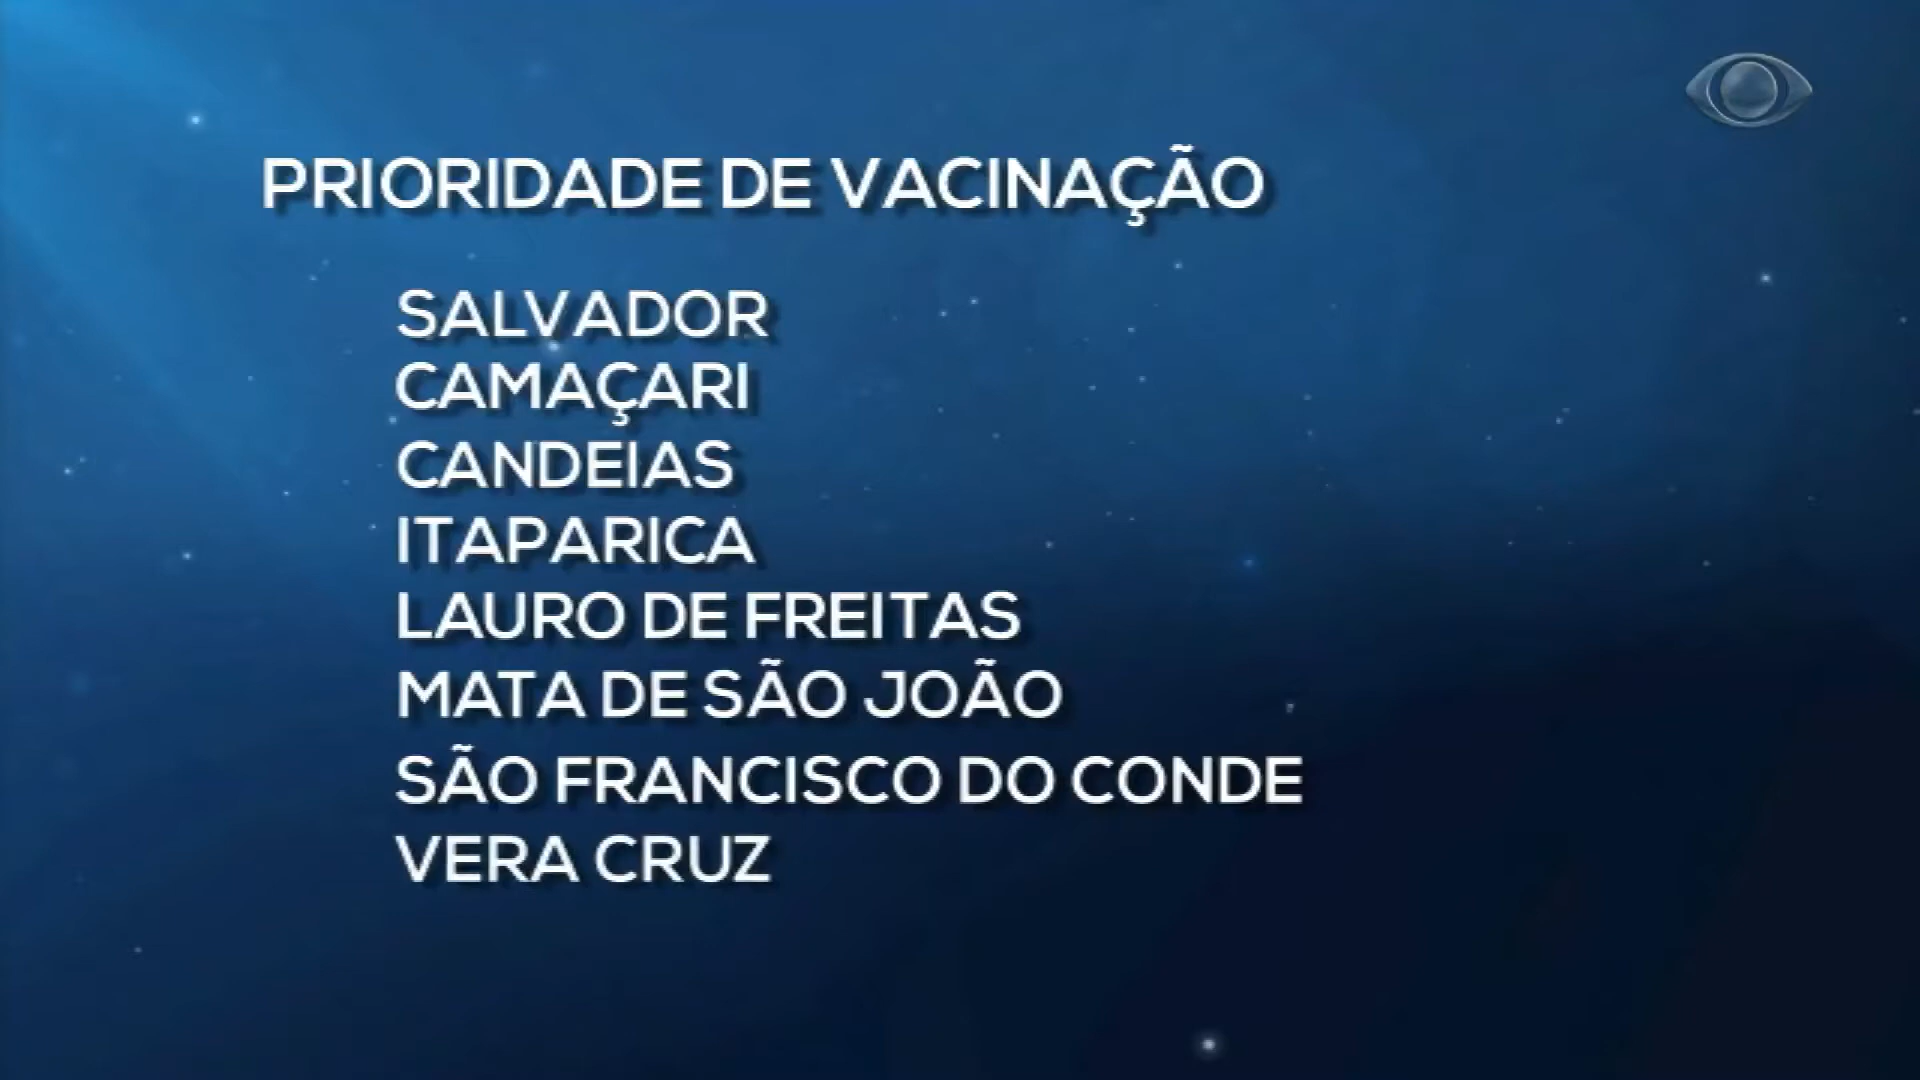 PRIORIDADE DE VACINAÇÃO
SALVADOR
CAMAÇARI
CANDEIAS
ITAPARICA
LAURO DE FREITAS
MATA DE SÃO JOÃO
SÃO FRANCISCO DO CONDE
VERA CRUZ